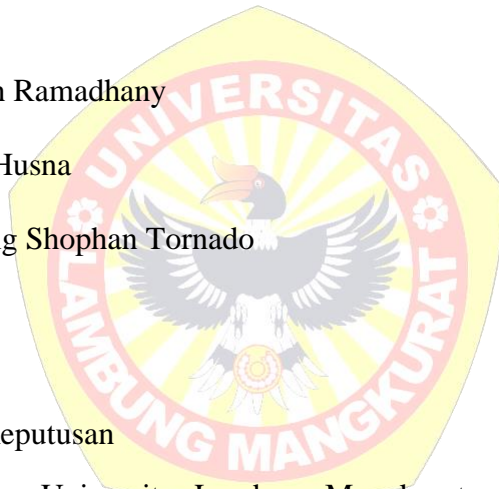 n Ramadhany
Husna
g Shophan Tornado
eputusan
UNIVERSITAS
LAMBUNG MANGKURAT